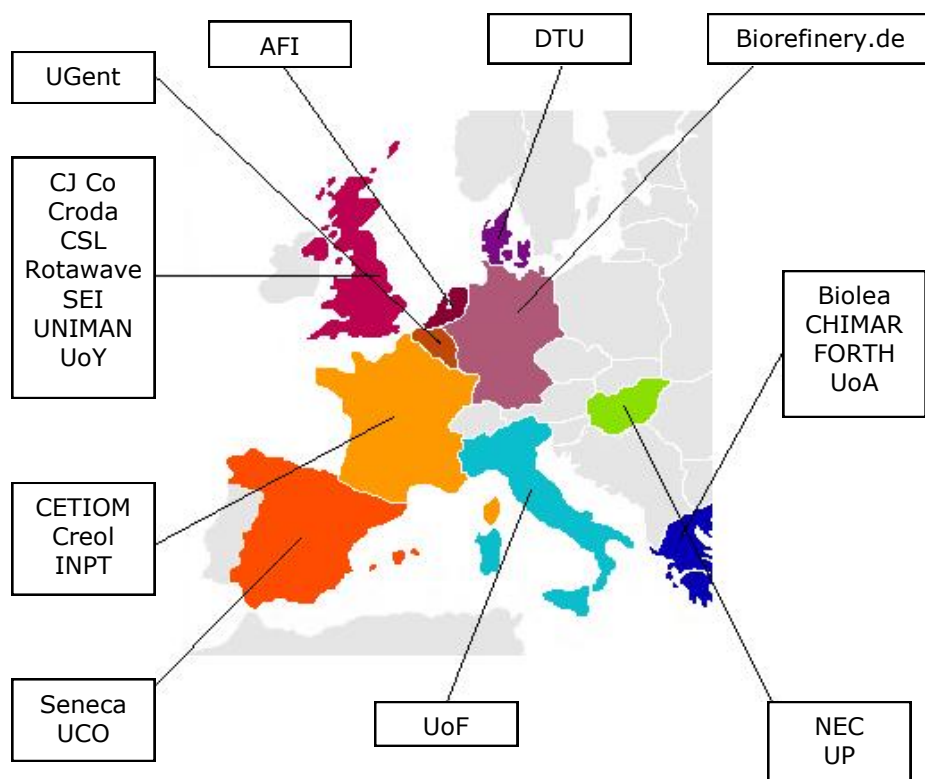 AFI
DTU
Biorefinery.de
UGent
CJ Co
Croda
CSL
Rotawave
SEI
UNIMAN
UoY
Biolea
CHIMAR
FORTH
UoA
CETIOM
Creol
INPT
Seneca
UCO
UoF
NEC
UP